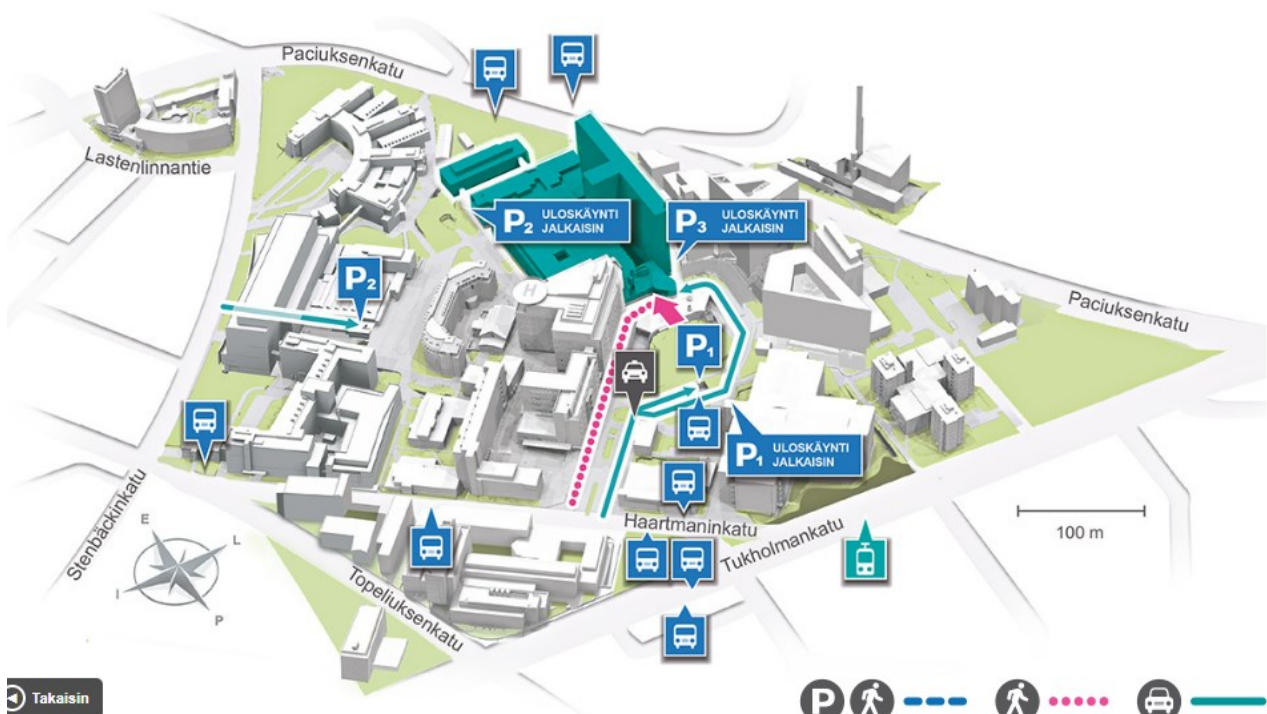 Paciuksenkatu
Lastenlinnantie
P2 ULOSKÄYNTI
JALKAISIN
P3 ULOSKÄYNTI
JALKAISIN
P2
H
Paciuksenkatu
P1
P1 ULOSKÄYNTI
JALKAISIN
Haartmaninkatu
Tukholmankatu
100 m
Stenbäckinkatu
Topeliuksenkatu
E
L
I
P
Takaisin
P